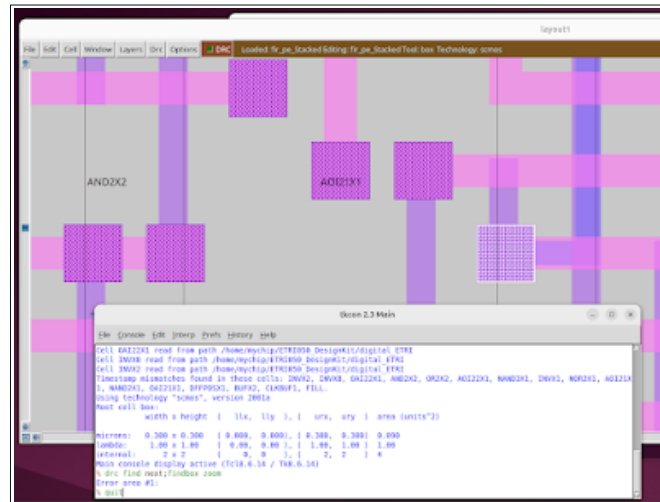 layout1
File Edit Cell Window Layers Drc Options DRC Loaded: fir_pe_Stacked Editing: fir_pe_Stacked Tool: box Technology: scmos
AND2X2
AOI21X1
tkcon 2.3 Main
File Console Edit Interp Prefs History Help
Cell OAI22X1 read from path /home/mychip/ETRI050_DesignKit/digital_ETRI
Cell INVX8 read from path /home/mychip/ETRI050_DesignKit/digital_ETRI
Cell INVX2 read from path /home/mychip/ETRI050_DesignKit/digital_ETRI
Timestamp mismatches found in these cells: INVX2, INVX8, OAI22X1, AND2X2, OR2X2, AOI22X1, NAND3X1, INVX1, NOR2X1, AOI21X
1, NAND2X1, OAI21X1, DFFPOSX1, BUFX2, CLKBUF1, FILL.
Using technology "scmos", version 2001a
Root cell box:
width x height ( llx, lly ), ( urx, ury ) area (units^2)
microns: 0.300 x 0.300 ( 0.000, 0.000), ( 0.300, 0.300) 0.090
lambda: 1.00 x 1.00 ( 0.00, 0.00 ), ( 1.00, 1.00 ) 1.00
internal: 2 x 2 ( 0, 0 ), ( 2, 2 ) 4
Main console display active (Tcl8.6.14 / Tk8.6.14)
% drc find next;findbox zoom
Error area #1:
% quit